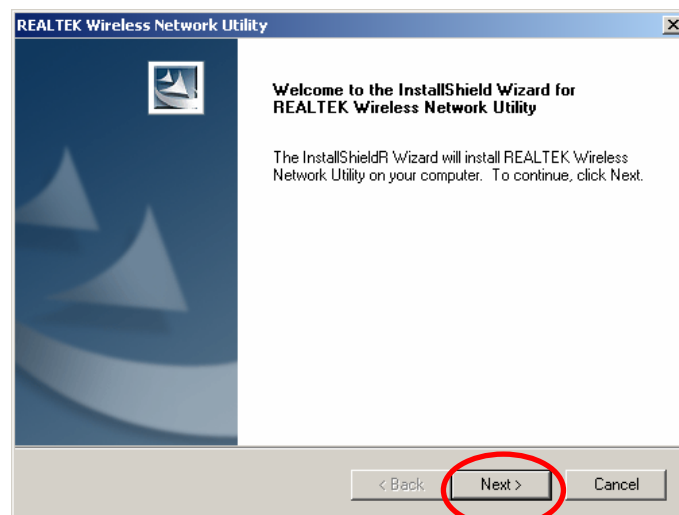 REALTEK Wireless Network Utility
Welcome to the InstallShield Wizard for
REALTEK Wireless Network Utility
The InstallShieldR Wizard will install REALTEK Wireless
Network Utility on your computer. To continue, click Next.
< Back Next > Cancel